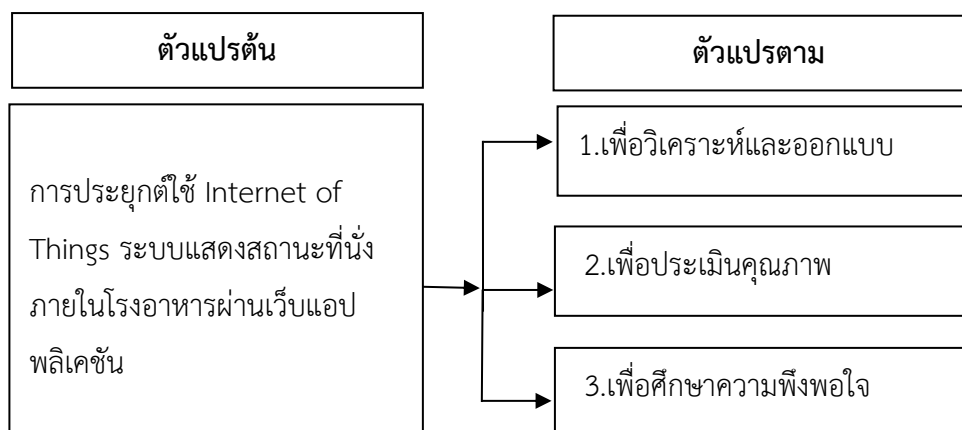 ตัวแปรต้น
การประยุกต์ใช้ Internet of
Things ระบบแสดงสถานะที่นั่ง
ภายในโรงอาหารผ่านเว็บแอป
พลิเคชัน
ตัวแปรตาม
1.เพื่อวิเคราะห์และออกแบบ
2.เพื่อประเมินคุณภาพ
3.เพื่อศึกษาความพึงพอใจ